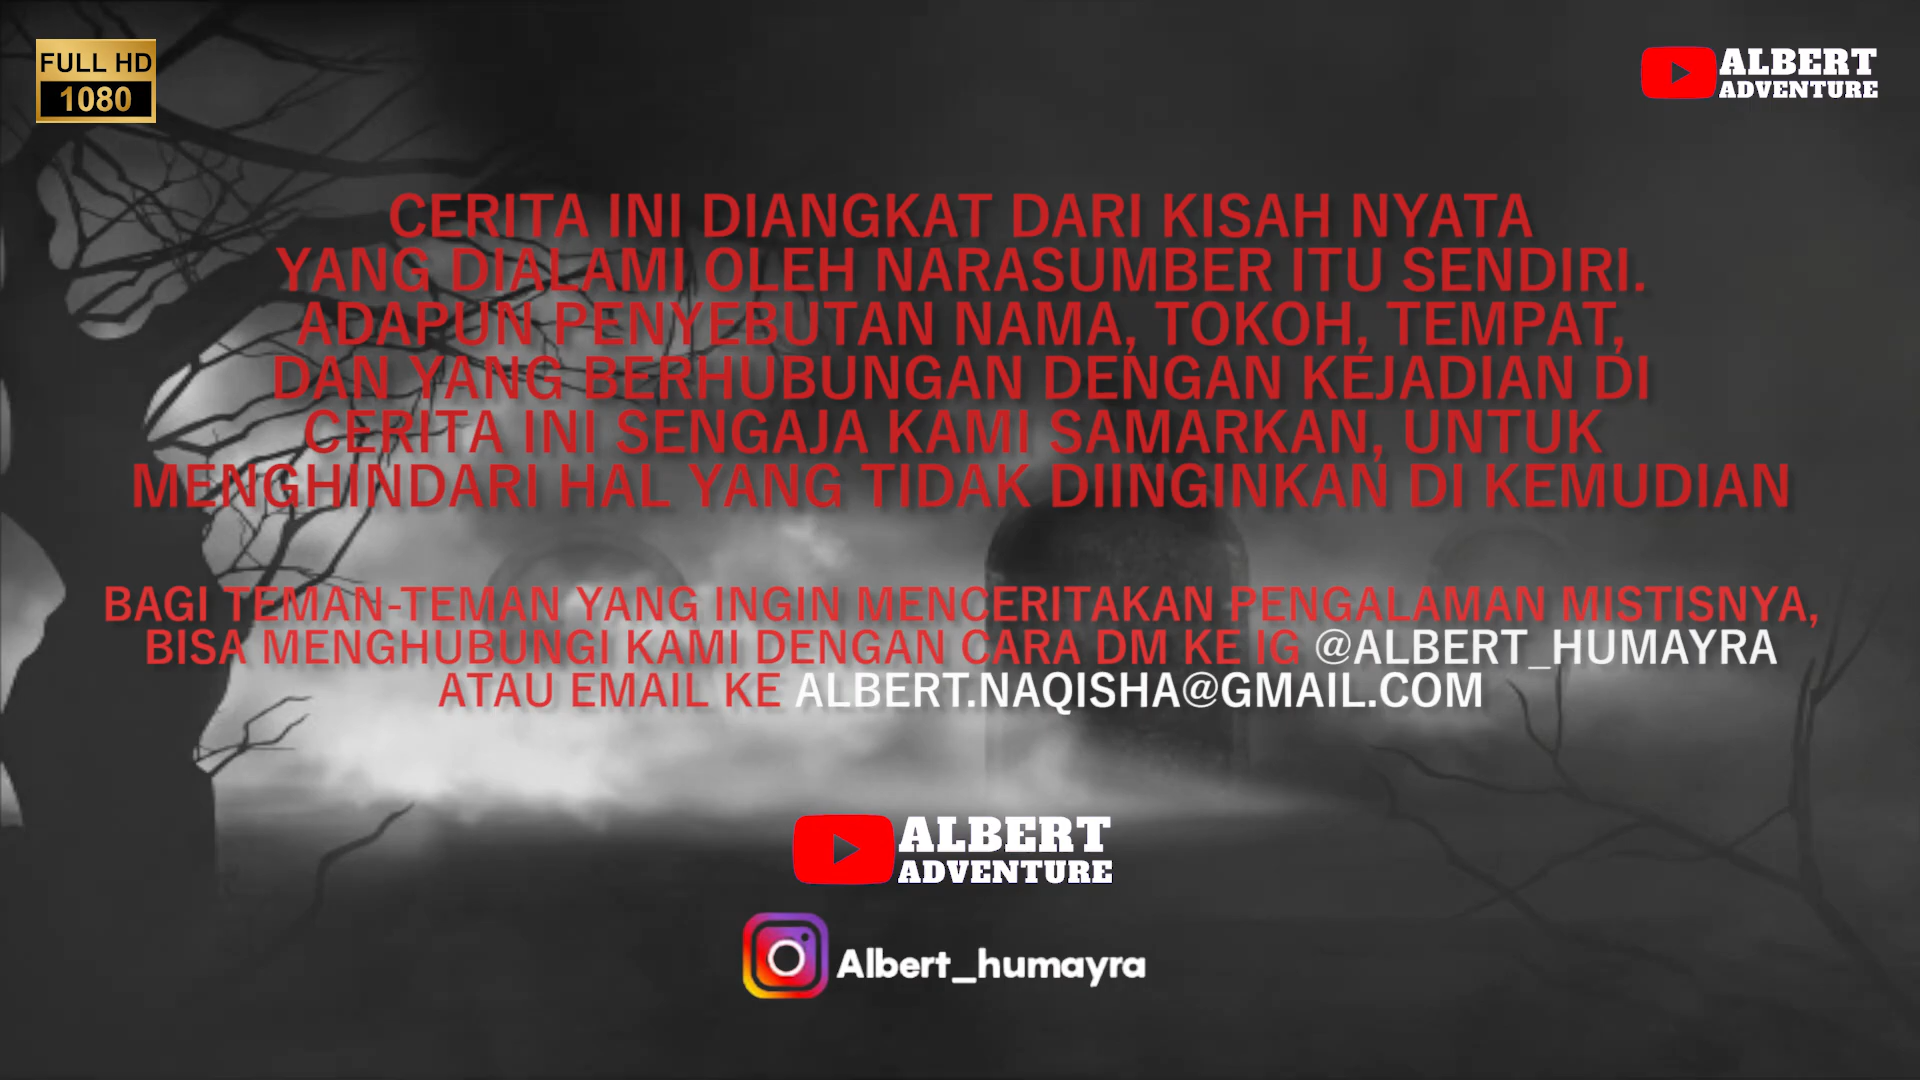 FULL HD
1080
ALBERT
ADVENTURE
CERITA INI DIANGKAT DARI KISAH NYATA
YANG DIALAMI OLEH NARASUMBER ITU SENDIRI.
ADAPUN PENYEBUTAN NAMA, TOKOH, TEMPAT,
DAN YANG BERHUBUNGAN DENGAN KEJADIAN DI
CERITA INI SENGAJA KAMI SAMARKAN, UNTUK
MENGHINDARI HAL YANG TIDAK DIINGINKAN DI KEMUDIAN
BAGI TEMAN-TEMAN YANG INGIN MENCERITAKAN PENGALAMAN MISTISNYA,
BISA MENGHUBUNGI KAMI DENGAN CARA DM KE IG @ALBERT_HUMAYRA
ATAU EMAIL KE ALBERT.NAQISHA@GMAIL.COM
ALBERT
ADVENTURE
Albert_humayra